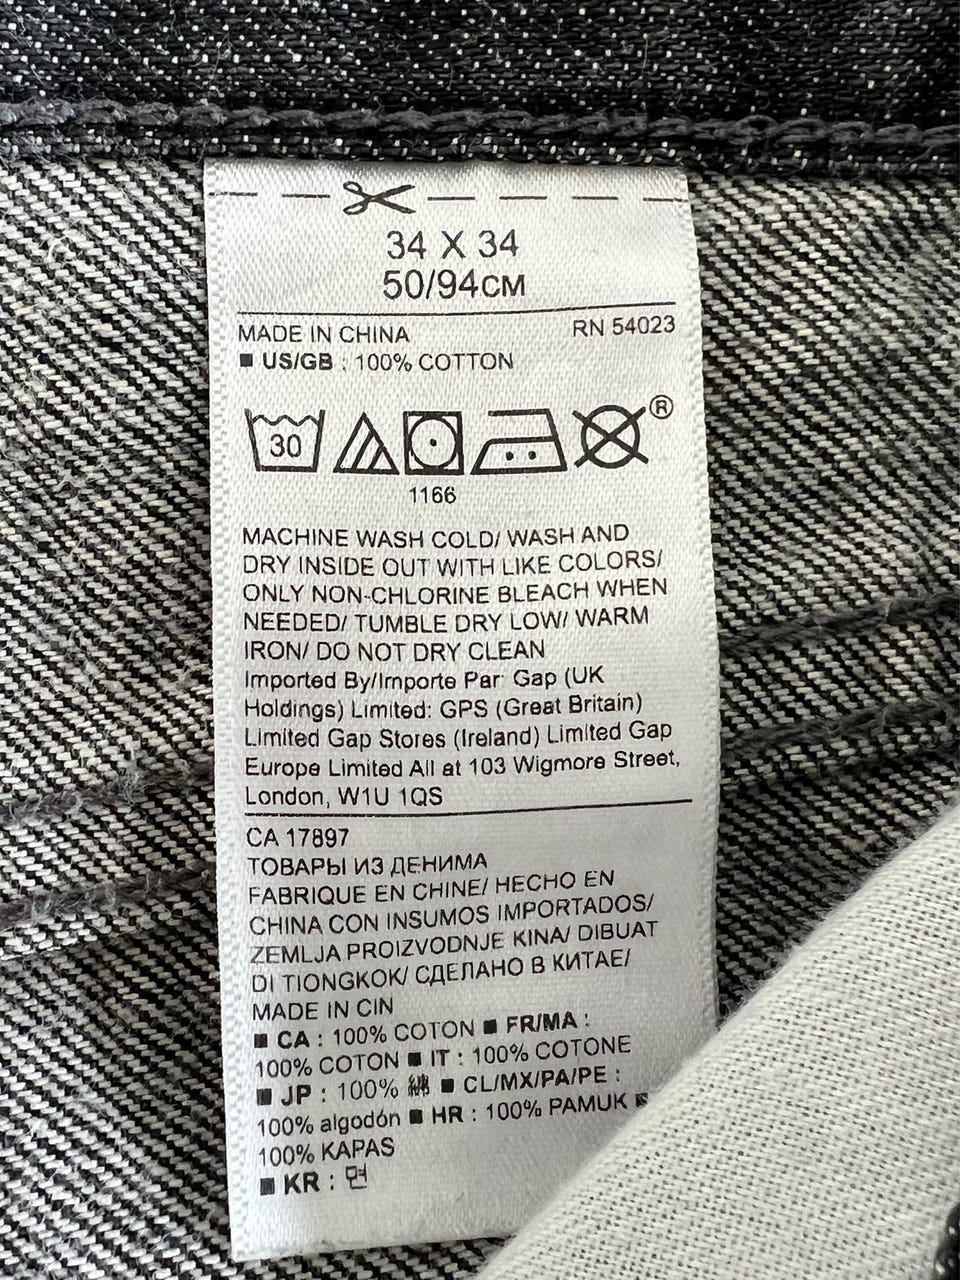 34 X 34
50/94CM
MADE IN CHINA RN 54023
■ US/GB : 100% COTTON
30
®
1166
MACHINE WASH COLD/ WASH AND
DRY INSIDE OUT WITH LIKE COLORS/
ONLY NON-CHLORINE BLEACH WHEN
NEEDED/ TUMBLE DRY LOW/ WARM
IRON/ DO NOT DRY CLEAN
Imported By/Importe Par: Gap (UK
Holdings) Limited: GPS (Great Britain)
Limited Gap Stores (Ireland) Limited Gap
Europe Limited All at 103 Wigmore Street,
London, W1U 1QS
CA 17897
ТОВАРЫ ИЗ ДЕНИМА
FABRIQUE EN CHINE/ HECHO EN
CHINA CON INSUMOS IMPORTADOS/
ZEMLJA PROIZVODNJE KINA/ DIBUAT
DI TIONGKOK/ СДЕЛАНО В КИТАЕ/
MADE IN CIN
■ CA : 100% COTON ■ FR/MA :
100% COTON ■ IT : 100% COTONE
■ JP : 100% 綿 ■ CL/MX/PA/PE :
100% algodón ■ HR : 100% PAMUK ■
100% KAPAS
■ KR : 면